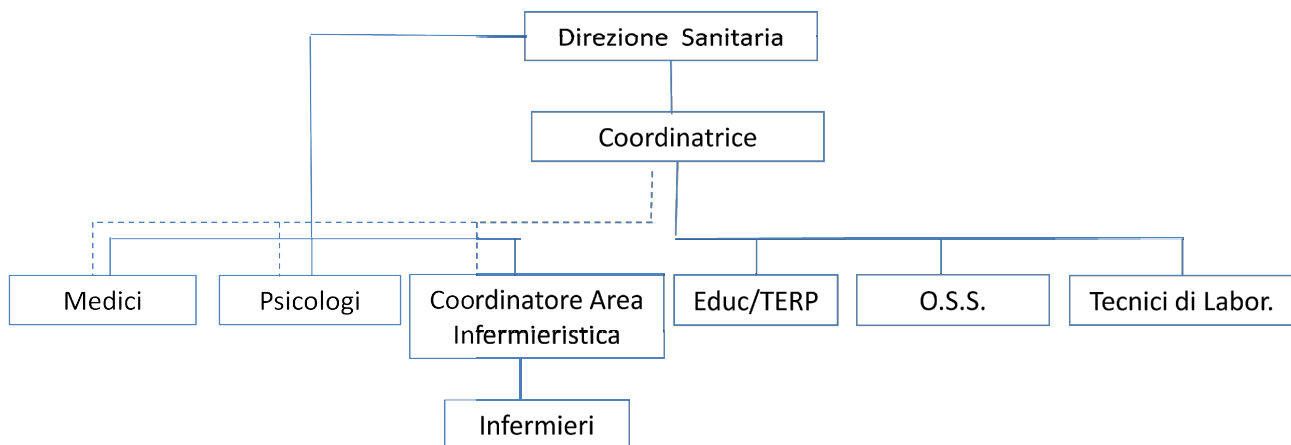 Direzione Sanitaria
Coordinatrice
Medici
Psicologi
Coordinatore Area
Infermieristica
Educ/TERP
O.S.S.
Tecnici di Labor.
Infermieri